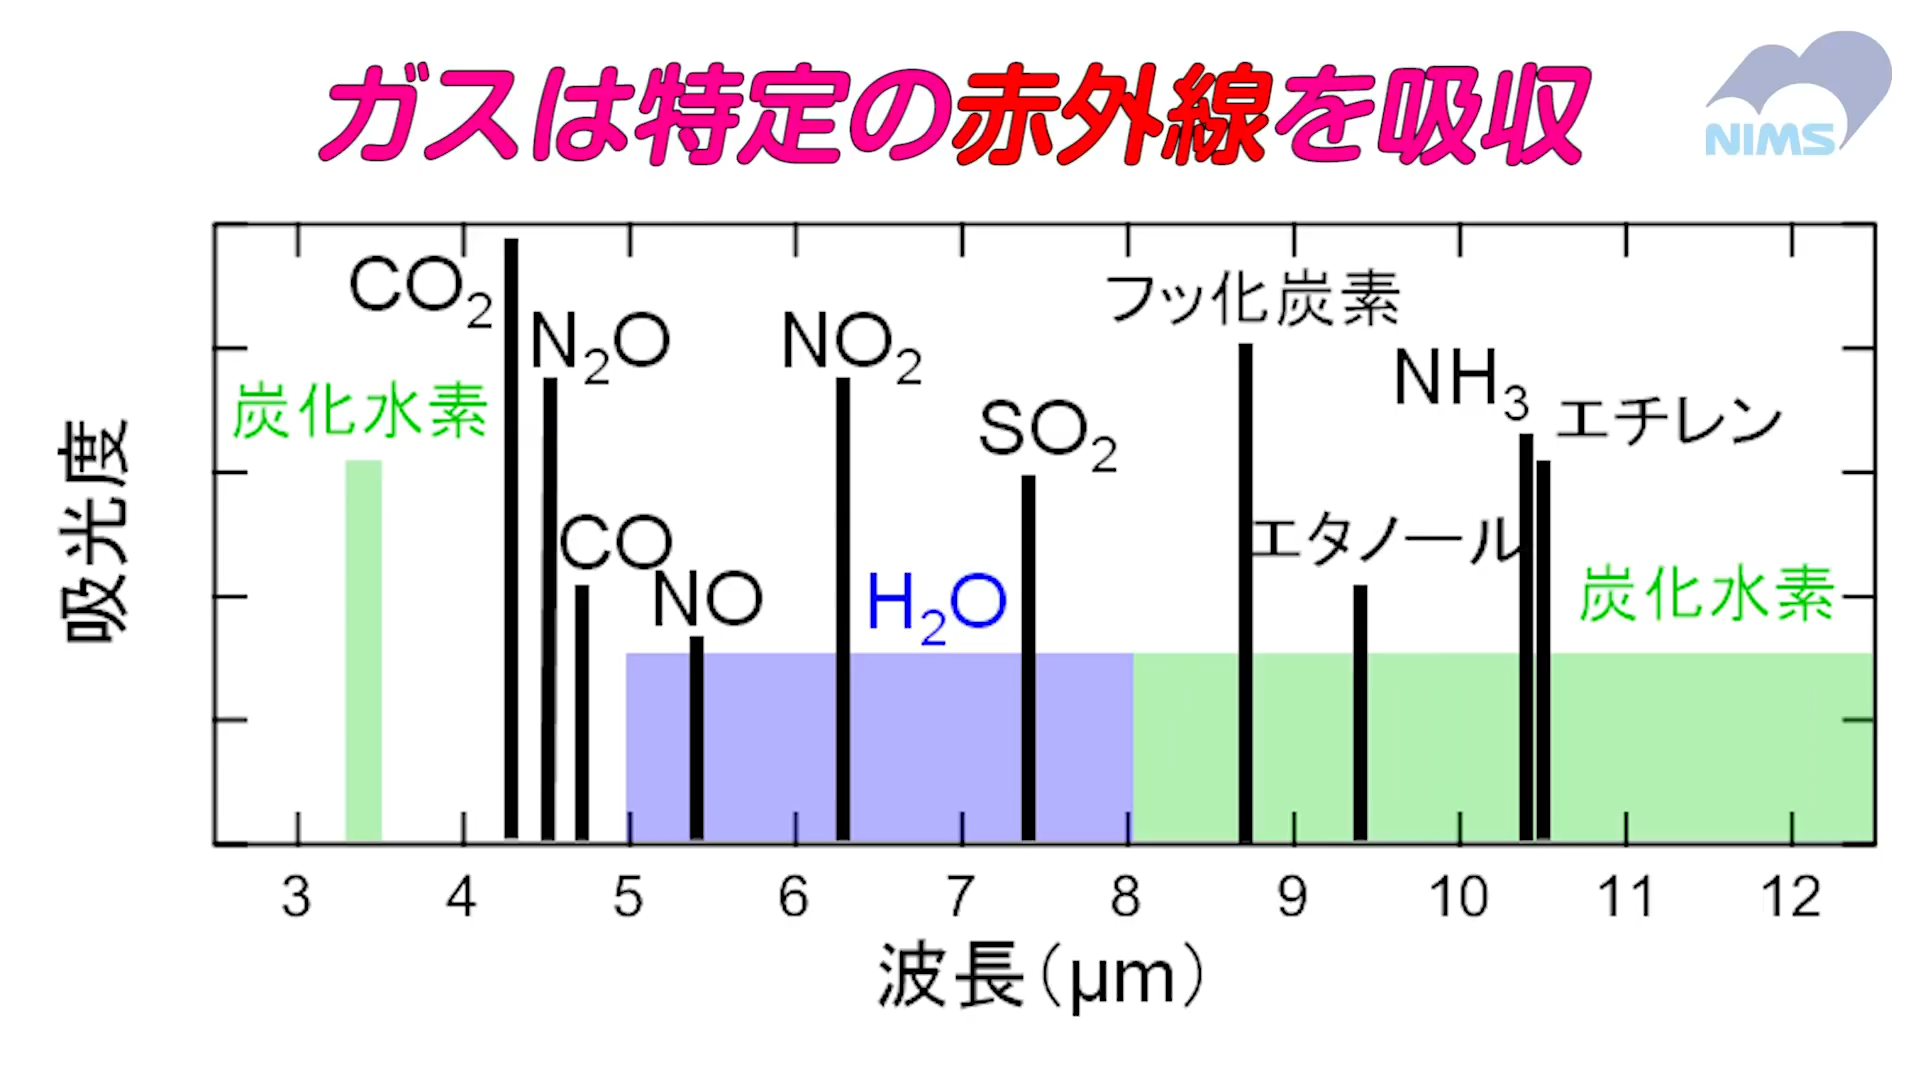 ガスは特定の赤外線を吸収
NIMS
CO2
N2O
NO2
フッ化炭素
NH3
エチレン
炭化水素
SO2
CO
NO
H2O
エタノール
炭化水素
吸光度
3 4 5 6 7 8 9 10 11 12
波長(μm)